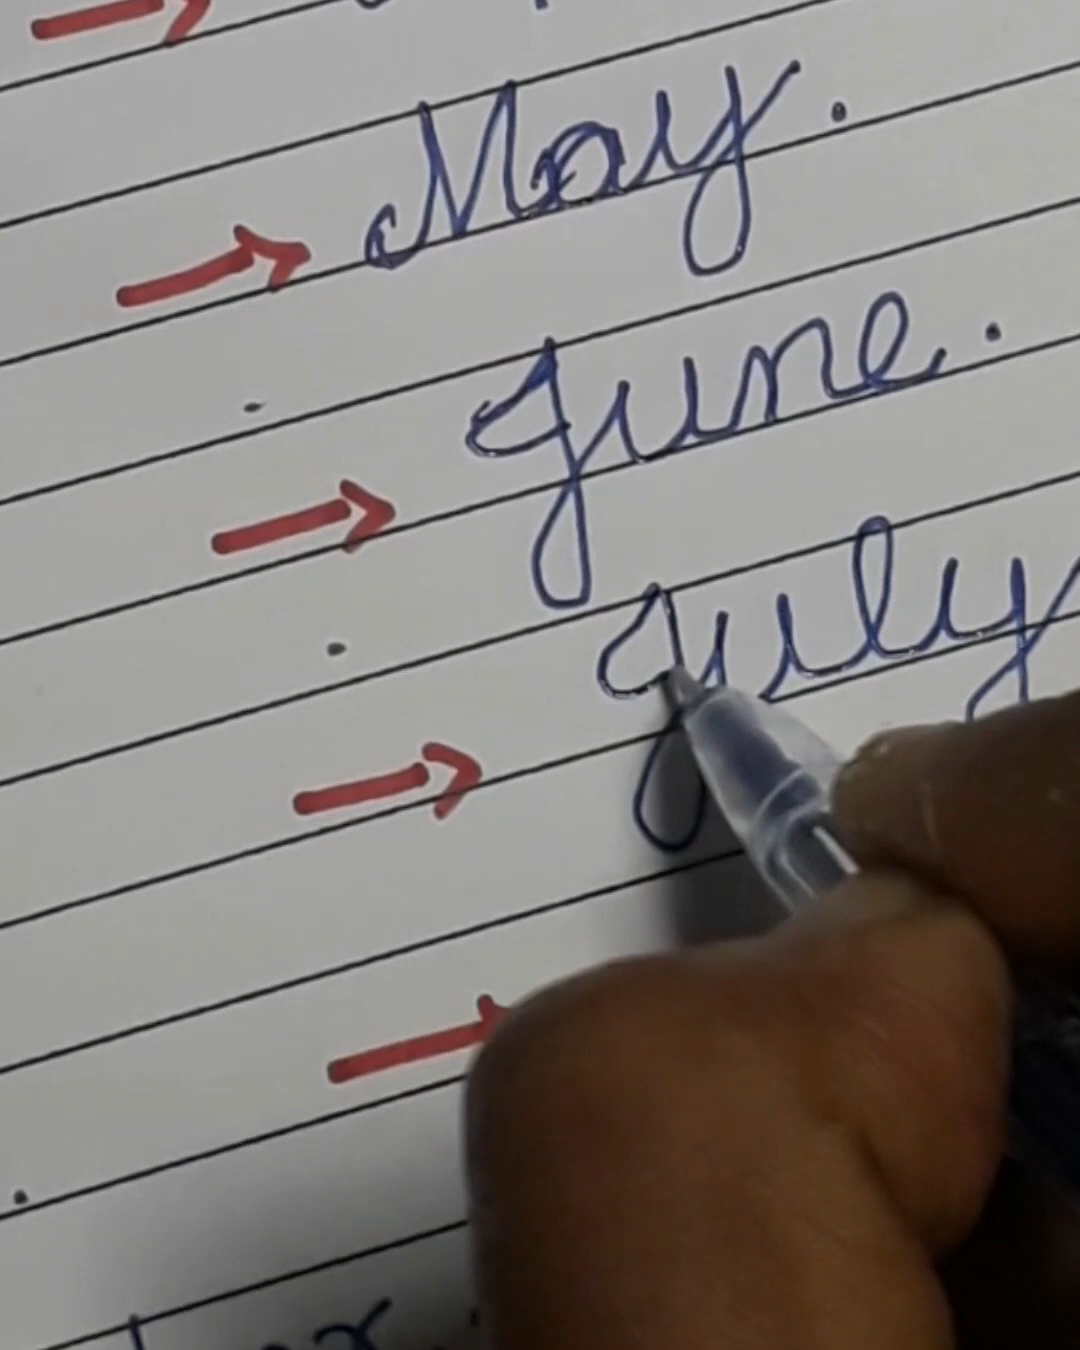 → May.
→ June.
→ July
→